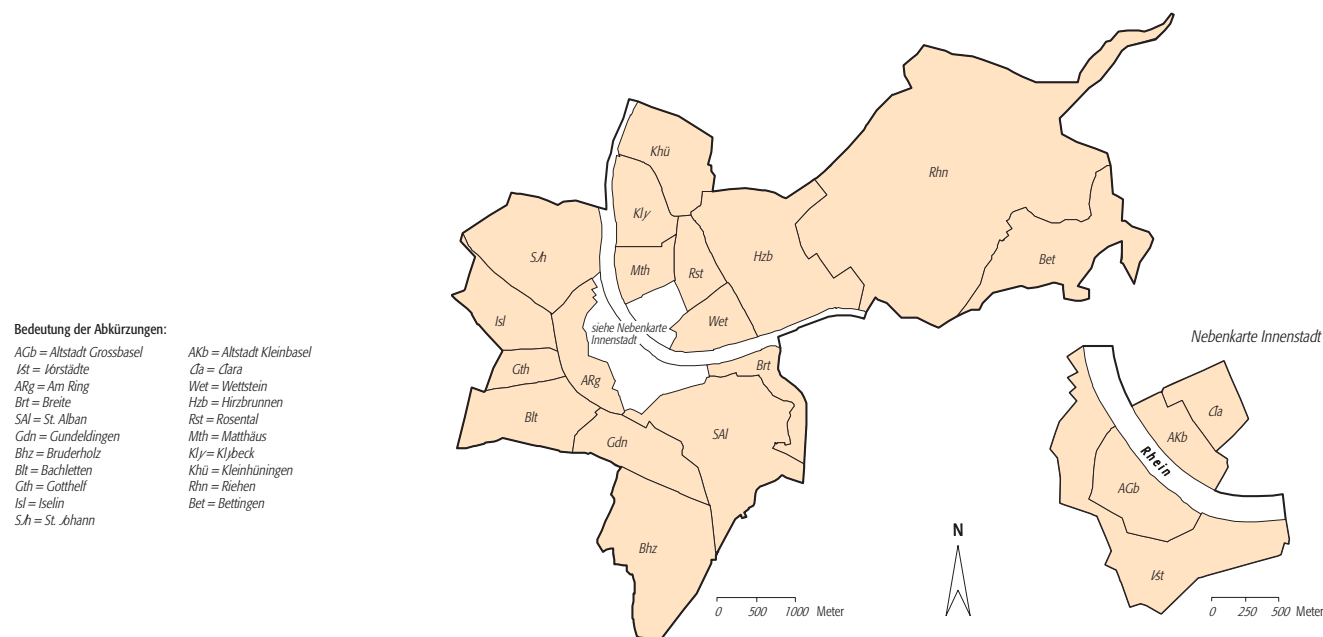 Khü
Rhn
Kly
SJh
Hzb
Mth
Rst
Bet
Isl
siehe Nebenkarte
Innenstadt
Wet
Gth
ARg
Brt
Blt
Gdn
SAl
Bhz
Bedeutung der Abkürzungen:
AGb = Altstadt Grossbasel
Vst = Vorstädte
ARg = Am Ring
Brt = Breite
SAl = St. Alban
Gdn = Gundeldingen
Bhz = Bruderholz
Blt = Bachletten
Gth = Gotthelf
Isl = Iselin
SJh = St. Johann
AKb = Altstadt Kleinbasel
Cla = Clara
Wet = Wettstein
Hzb = Hirzbrunnen
Rst = Rosental
Mth = Matthäus
Kly = Klybeck
Khü = Kleinhüningen
Rhn = Riehen
Bet = Bettingen
Nebenkarte Innenstadt
Cla
AKb
Rhein
AGb
Vst
N
0 500 1000 Meter
0 250 500 Meter